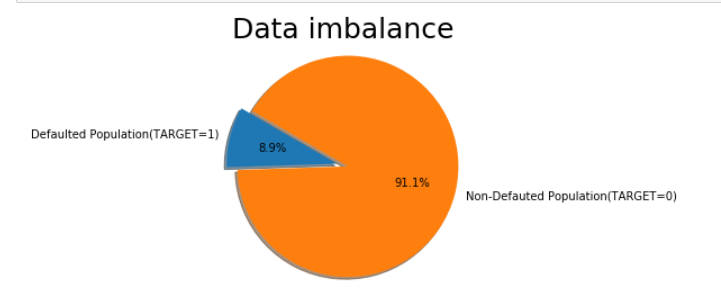 Data imbalance
Defaulted Population(TARGET=1)
8.9%
91.1%
Non-Defauted Population(TARGET=0)